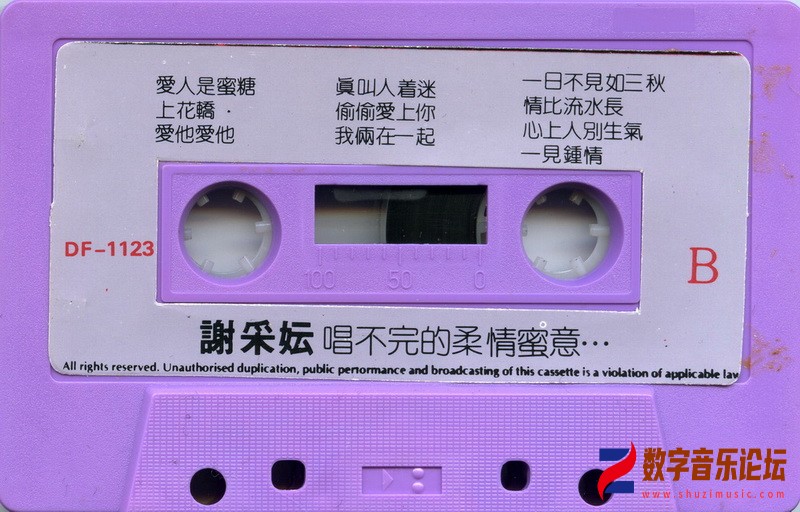 愛人是蜜糖
上花轎·
愛他愛他
眞叫人着迷
偷偷愛上你
我倆在一起
一日不見如三秋
情比流水長
心上人別生氣
一見鍾情
DF-1123
B
100 50 0
謝采妘 唱不完的柔情蜜意…
All rights reserved. Unauthorised duplication, public performance and broadcasting of this cassette is a violation of applicable law
数字音乐论坛
www.shuzimusic.com